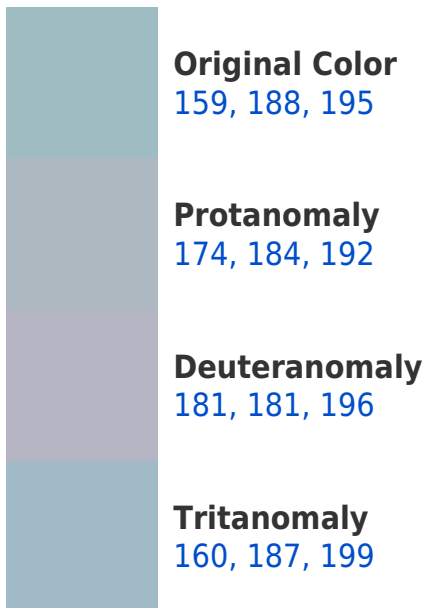 Original Color
159, 188, 195
Protanomaly
174, 184, 192
Deuteranomaly
181, 181, 196
Tritanomaly
160, 187, 199